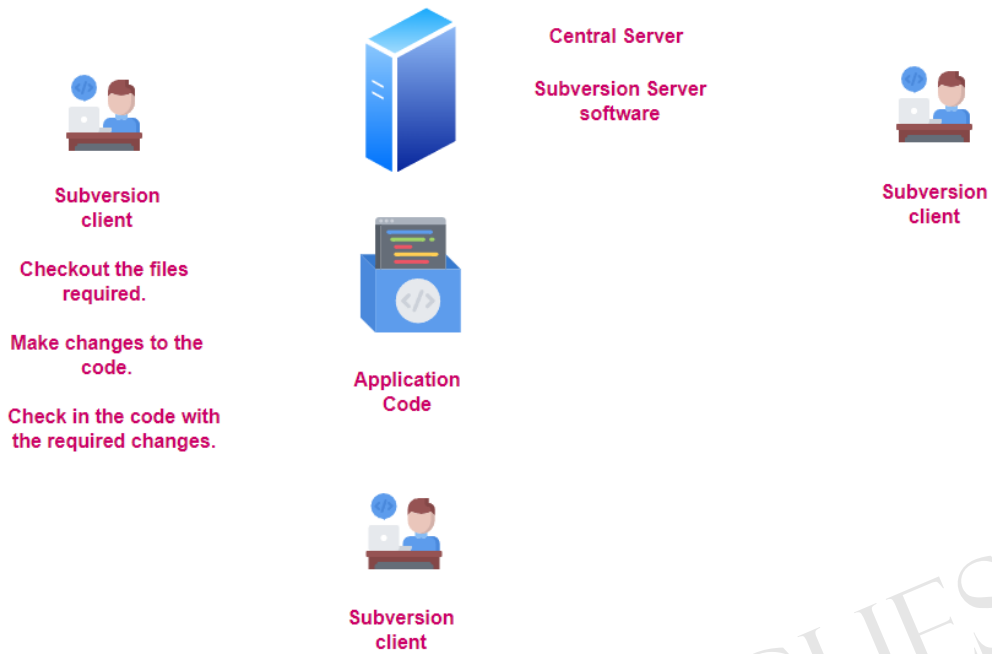 Central Server
Subversion Server
software
Subversion
client
Checkout the files
required.
Make changes to the
code.
Check in the code with
the required changes.
</>
Application
Code
Subversion
client
Subversion
client